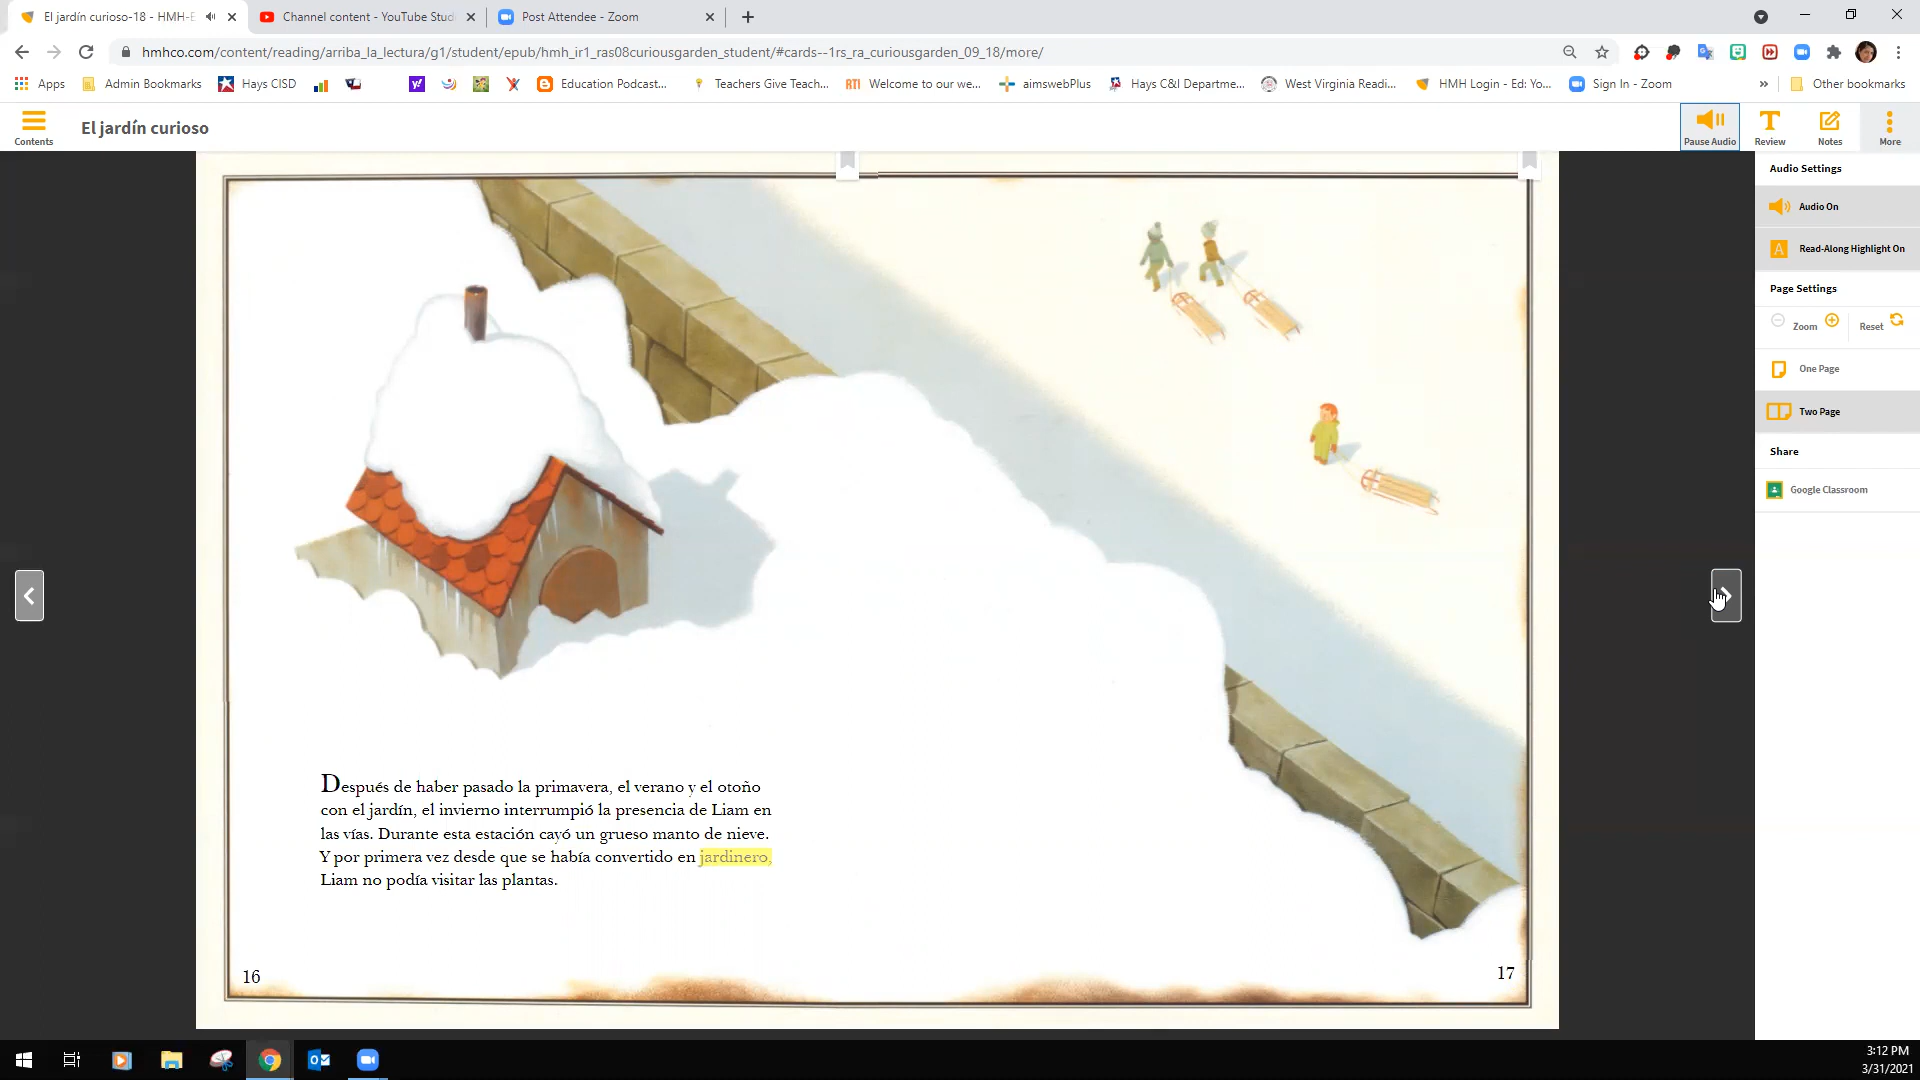 El jardín curioso-18 - HMH-E
Channel content - YouTube Stud
Post Attendee - Zoom
hmhco.com/content/reading/arriba_la_lectura/g1/student/epub/hmh_ir1_ras08curiousgarden_student/#cards--1rs_ra_curiousgarden_09_18/more/
Apps
Admin Bookmarks
Hays CISD
Education Podcast...
Teachers Give Teach...
RTI Welcome to our we...
aimswebPlus
Hays C&I Departme...
West Virginia Readi...
HMH Login - Ed: Yo...
Sign In - Zoom
»
Other bookmarks
Contents
El jardín curioso
Pause Audio
Review
Notes
More
Audio Settings
Audio On
A Read-Along Highlight On
Page Settings
Zoom
Reset
One Page
Two Page
Share
Google Classroom
Después de haber pasado la primavera, el verano y el otoño
con el jardín, el invierno interrumpió la presencia de Liam en
las vías. Durante esta estación cayó un grueso manto de nieve.
Y por primera vez desde que se había convertido en jardinero,
Liam no podía visitar las plantas.
16
17
3:12 PM
3/31/2021